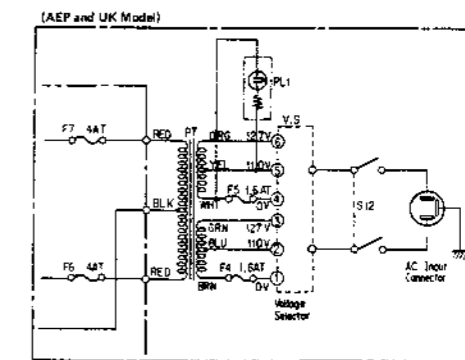 (AEP and UK Model)
PL1
V.S
F7 4AT
RED
PT
ORG 127V 6
YEL 110V 5
WHT F5 1.6AT 0V 4
BLK
GRN 127V 3
BLU 110V 2
F6 4AT
RED
BRN F4 1.6AT 0V 1
S12
AC Input
Connector
Voltage
Selector